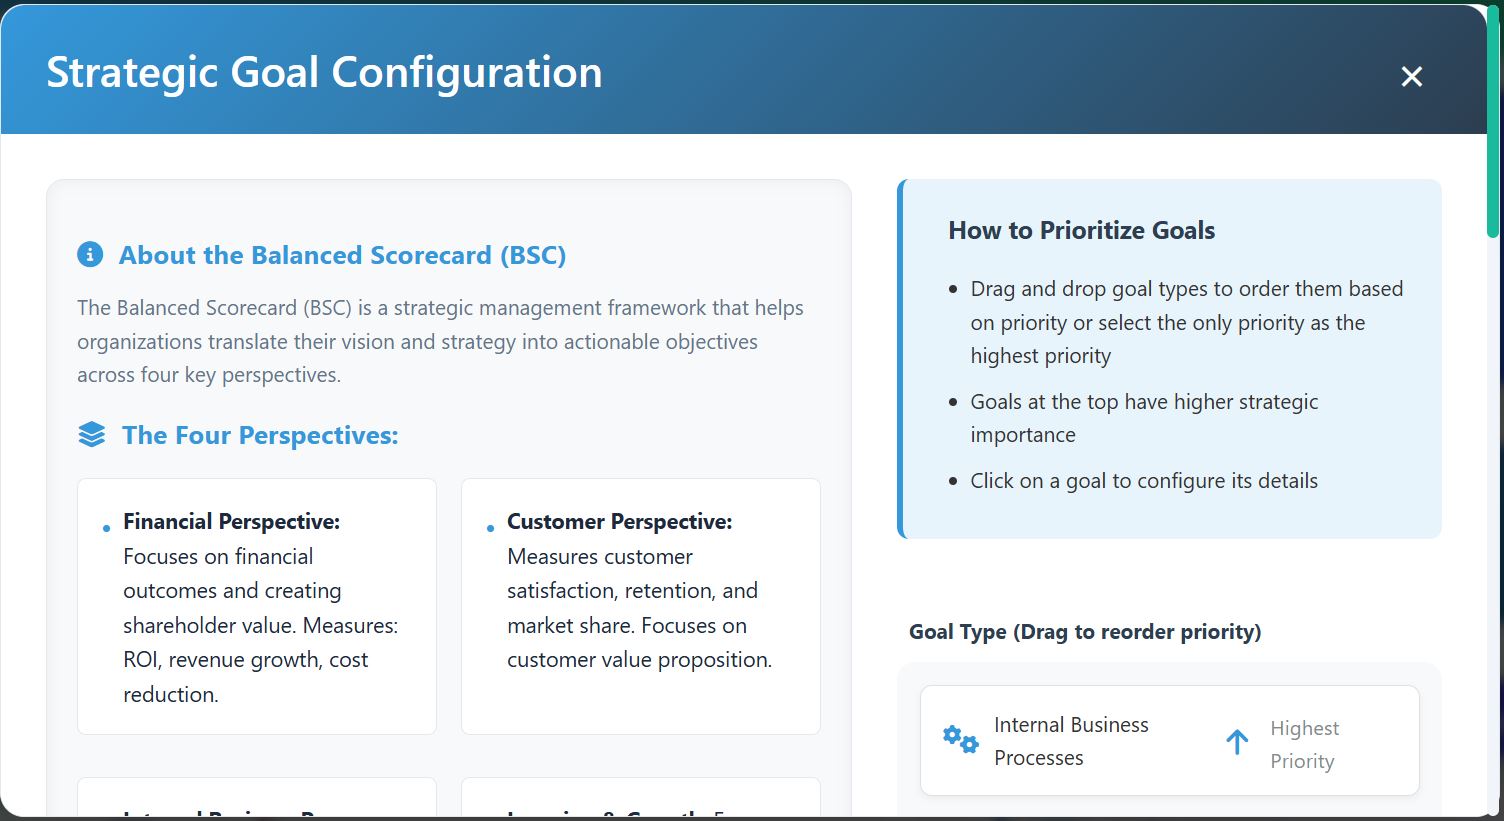 Strategic Goal Configuration
About the Balanced Scorecard (BSC)
The Balanced Scorecard (BSC) is a strategic management framework that helps
organizations translate their vision and strategy into actionable objectives
across four key perspectives.
The Four Perspectives:
Financial Perspective:
Focuses on financial
outcomes and creating
shareholder value. Measures:
ROI, revenue growth, cost
reduction.
Customer Perspective:
Measures customer
satisfaction, retention, and
market share. Focuses on
customer value proposition.
How to Prioritize Goals
Drag and drop goal types to order them based
on priority or select the only priority as the
highest priority
Goals at the top have higher strategic
importance
Click on a goal to configure its details
Goal Type (Drag to reorder priority)
Internal Business
Processes
Highest
Priority